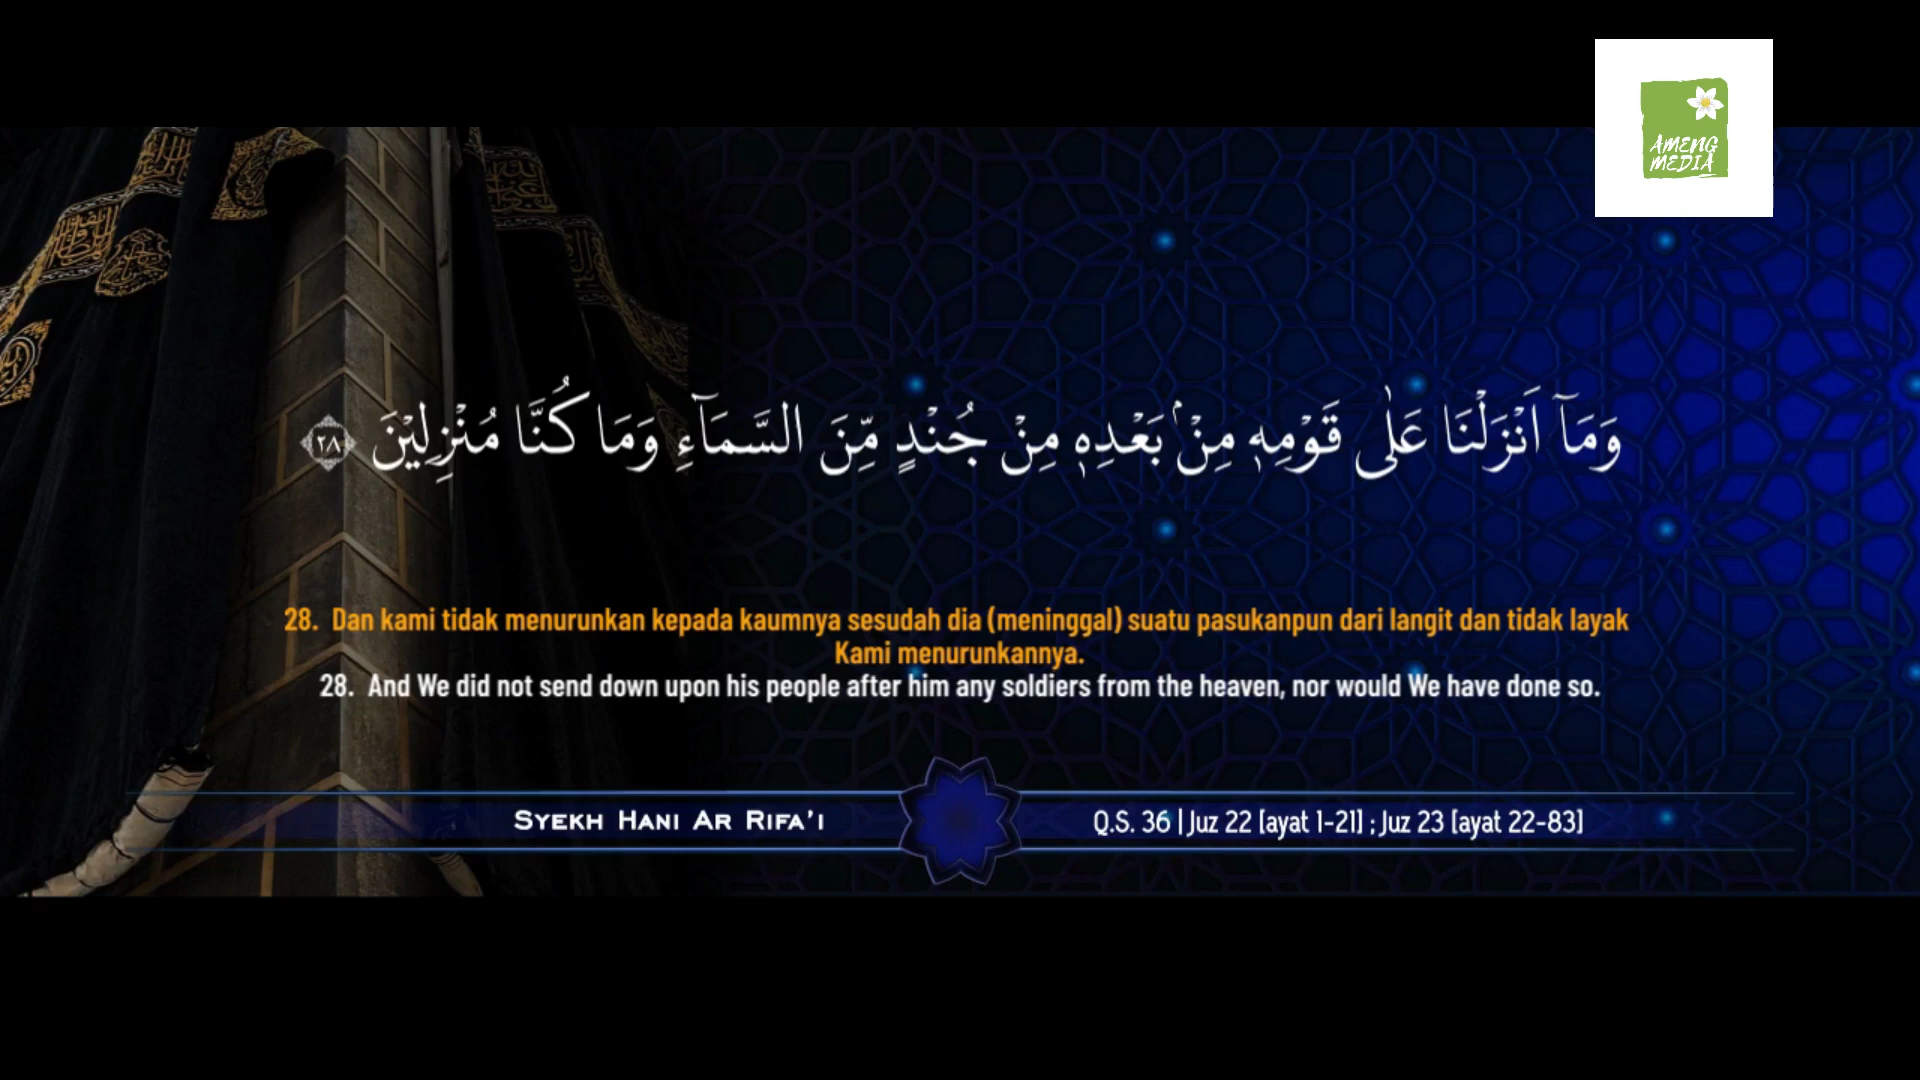 AMENG
MEDIA
وَمَآ اَنْزَلْنَا عَلٰى قَوْمِهٖ مِنْۢ بَعْدِهٖ مِنْ جُنْدٍ مِّنَ السَّمَاۤءِ وَمَا كُنَّا مُنْزِلِيْنَ ٢٨
28. Dan kami tidak menurunkan kepada kaumnya sesudah dia (meninggal) suatu pasukanpun dari langit dan tidak layak
Kami menurunkannya.
28. And We did not send down upon his people after him any soldiers from the heaven, nor would We have done so.
SYEKH HANI AR RIFA'I
Q.S. 36 | Juz 22 [ayat 1-21] ; Juz 23 [ayat 22-83]